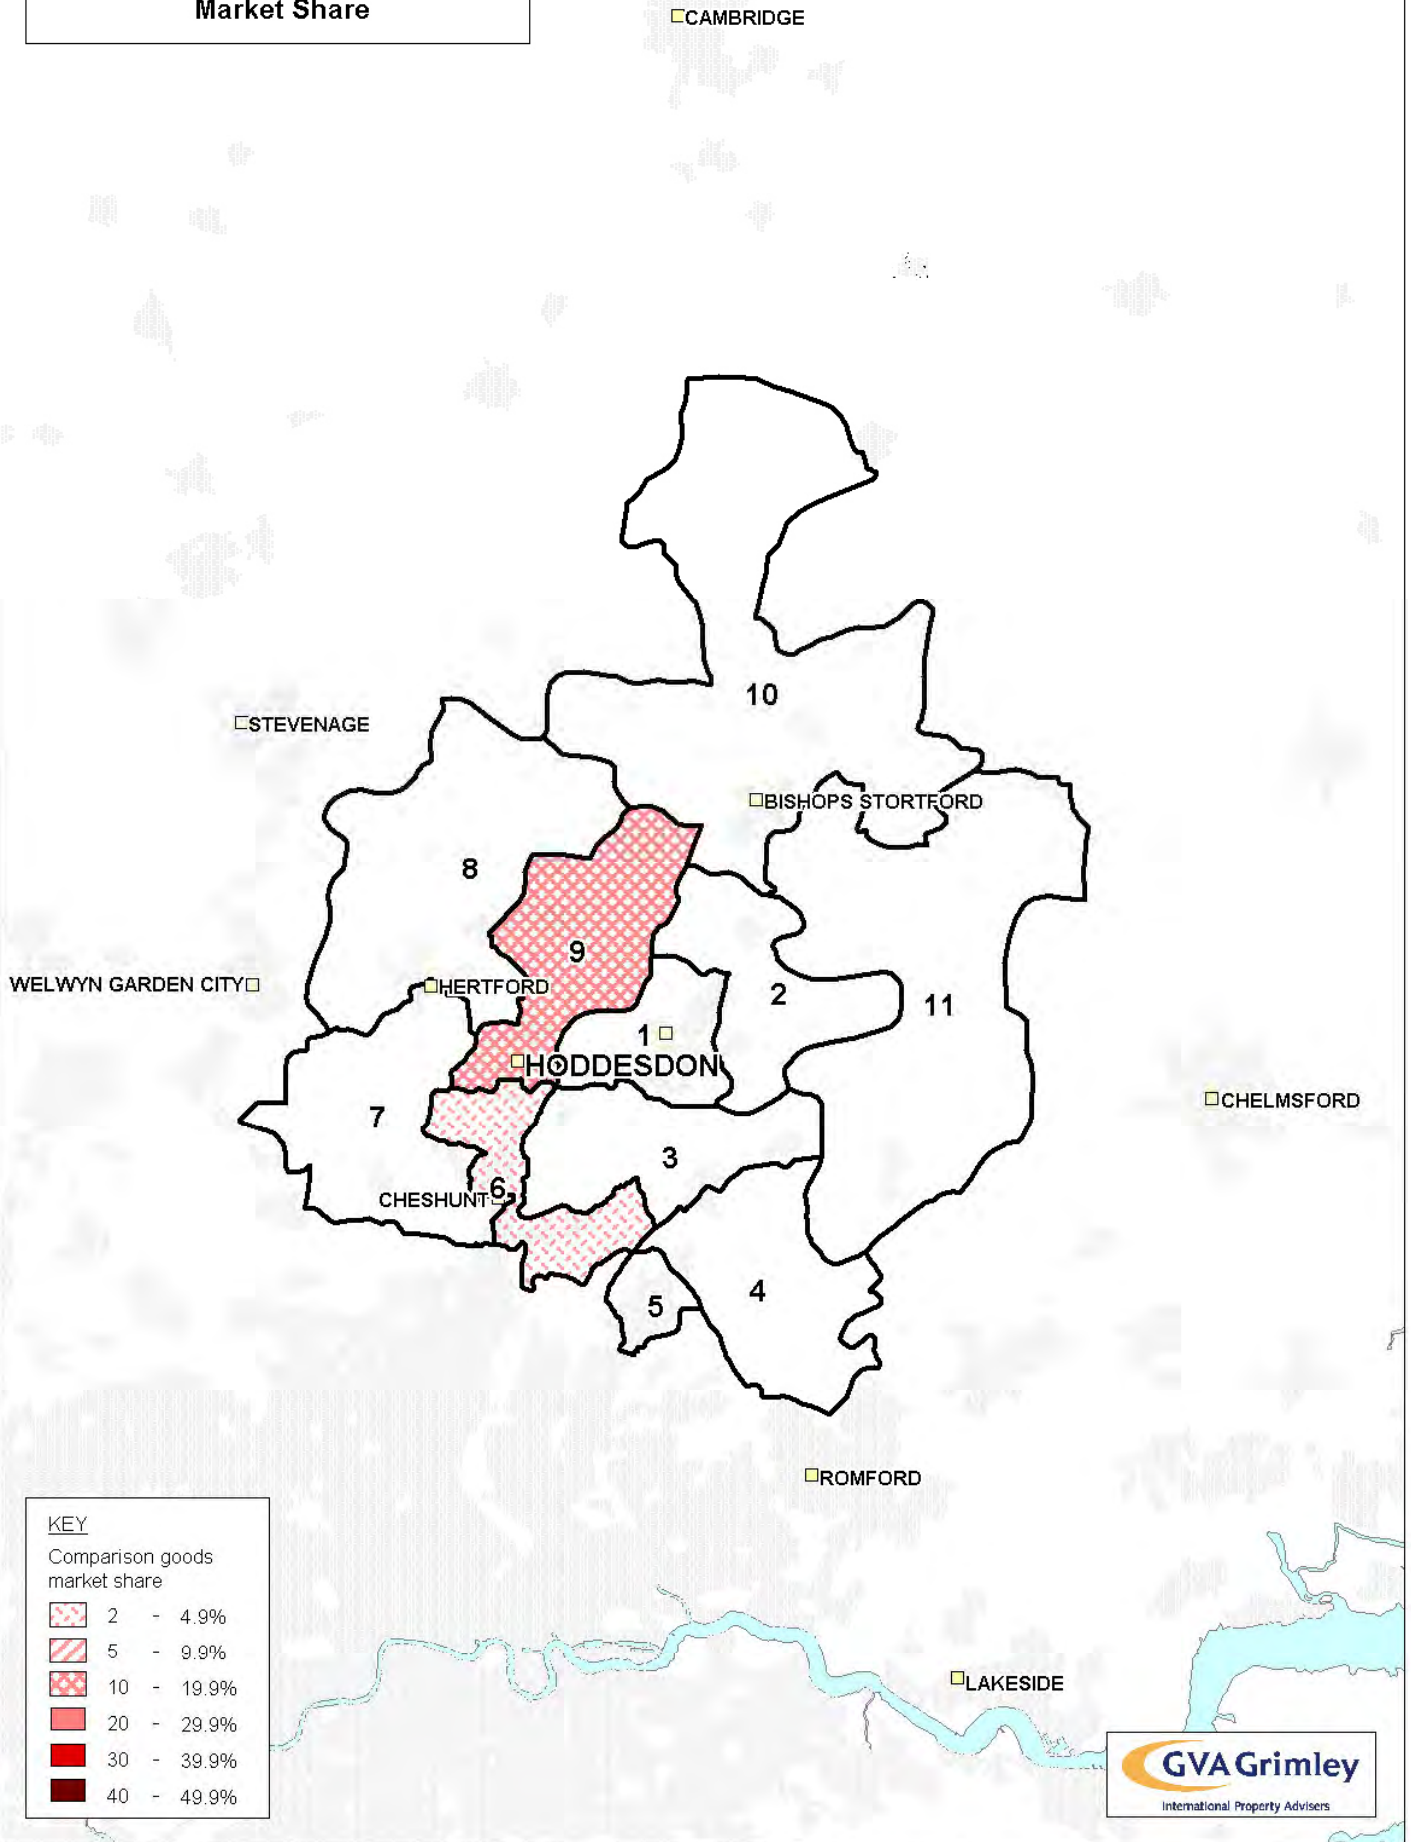 Market Share
CAMBRIDGE
10
STEVENAGE
BISHOPS STORTFORD
8
9
WELWYN GARDEN CITY
HERTFORD
2
11
1
HODDESDON
CHELMSFORD
7
3
6
CHESHUNT
4
5
ROMFORD
KEY
Comparison goods
market share
2 - 4.9%
5 - 9.9%
10 - 19.9%
20 - 29.9%
30 - 39.9%
40 - 49.9%
LAKESIDE
GVA Grimley
International Property Advisers